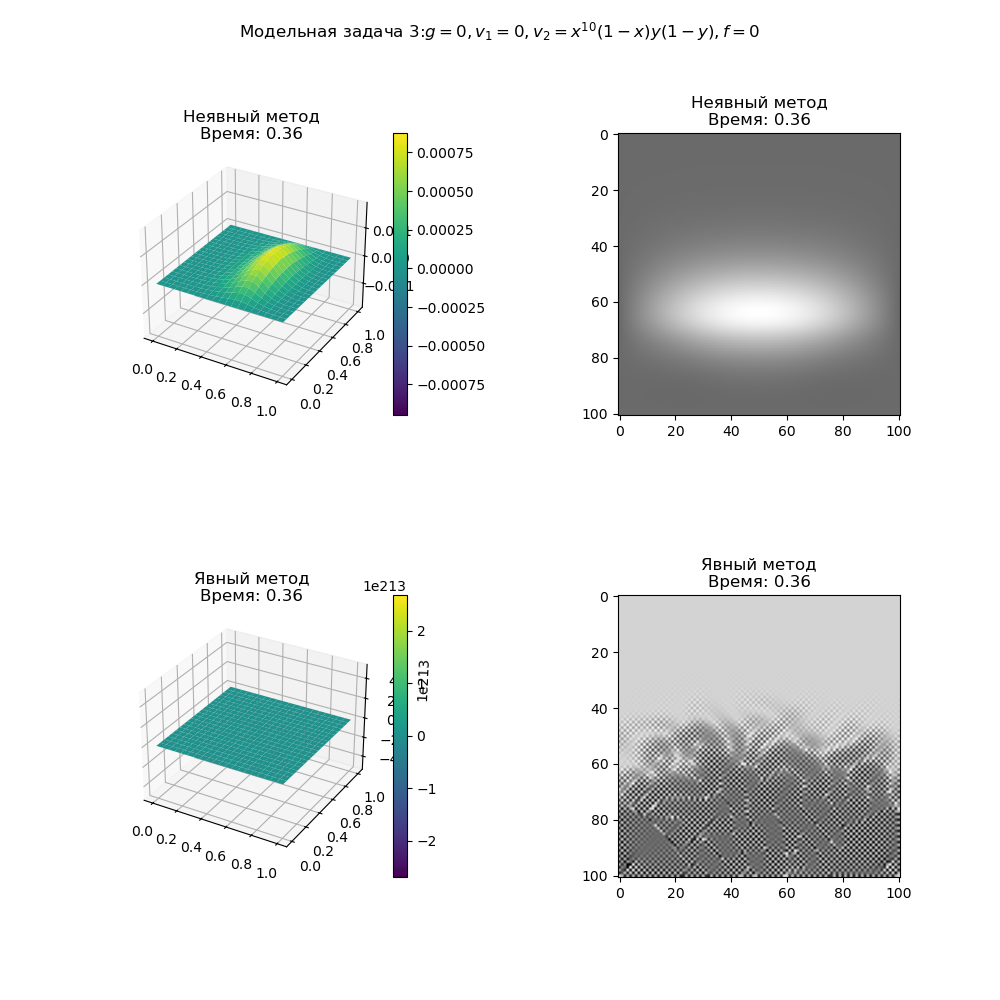 Модельная задача 3:g = 0, v₁ = 0, v₂ = x¹⁰(1 − x)y(1 − y), f = 0
Неявный метод
Время: 0.36
0.00075
0.00050
0.00025
0.00000
−0.00025
−0.00050
−0.00075
0.0 0.2 0.4 0.6 0.8 1.0
0.0 0.2 0.4 0.6 0.8 1.0
Неявный метод
Время: 0.36
0
20
40
60
80
100
0 20 40 60 80 100
Явный метод
Время: 0.36
1e213
2
1
0
−1
−2
1e213
0.0 0.2 0.4 0.6 0.8 1.0
0.0 0.2 0.4 0.6 0.8 1.0
Явный метод
Время: 0.36
0
20
40
60
80
100
0 20 40 60 80 100